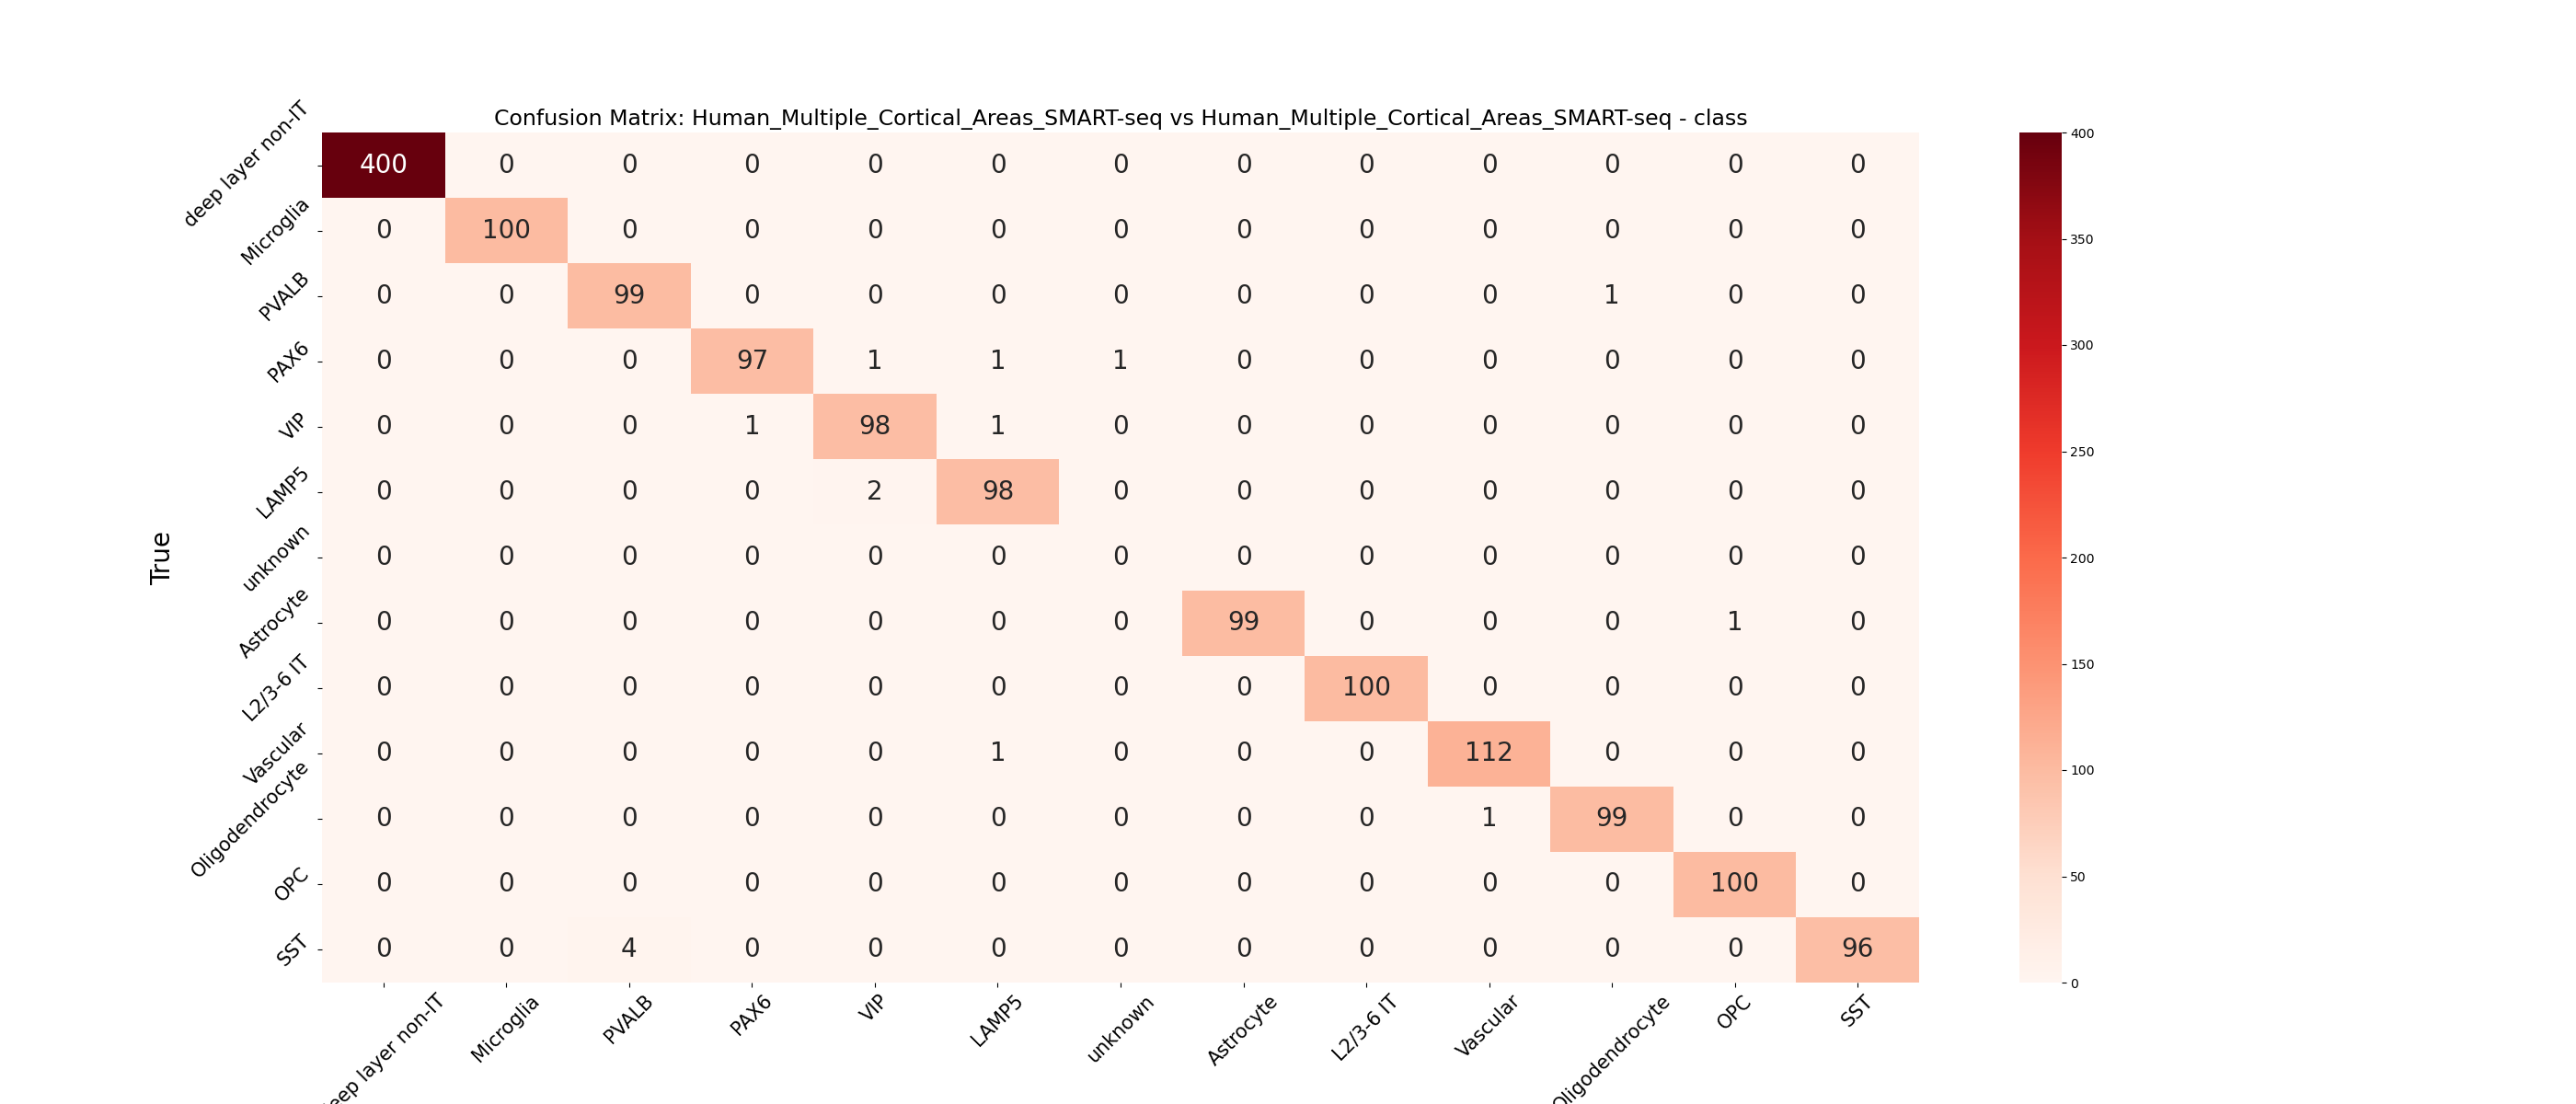 Confusion Matrix: Human_Multiple_Cortical_Areas_SMART-seq vs Human_Multiple_Cortical_Areas_SMART-seq - class
True
deep layer non-IT 400 0 0 0 0 0 0 0 0 0 0 0 0
Microglia 0 100 0 0 0 0 0 0 0 0 0 0 0
PVALB 0 0 99 0 0 0 0 0 0 0 1 0 0
PAX6 0 0 0 97 1 1 1 0 0 0 0 0 0
VIP 0 0 0 1 98 1 0 0 0 0 0 0 0
LAMP5 0 0 0 0 2 98 0 0 0 0 0 0 0
unknown 0 0 0 0 0 0 0 0 0 0 0 0 0
Astrocyte 0 0 0 0 0 0 0 99 0 0 0 1 0
L2/3-6 IT 0 0 0 0 0 0 0 0 100 0 0 0 0
Vascular 0 0 0 0 0 1 0 0 0 112 0 0 0
Oligodendrocyte 0 0 0 0 0 0 0 0 0 1 99 0 0
OPC 0 0 0 0 0 0 0 0 0 0 0 100 0
SST 0 0 4 0 0 0 0 0 0 0 0 0 96
eep layer non-IT Microglia PVALB PAX6 VIP LAMP5 unknown Astrocyte L2/3-6 IT Vascular Oligodendrocyte OPC SST
400
350
300
250
200
150
100
50
0